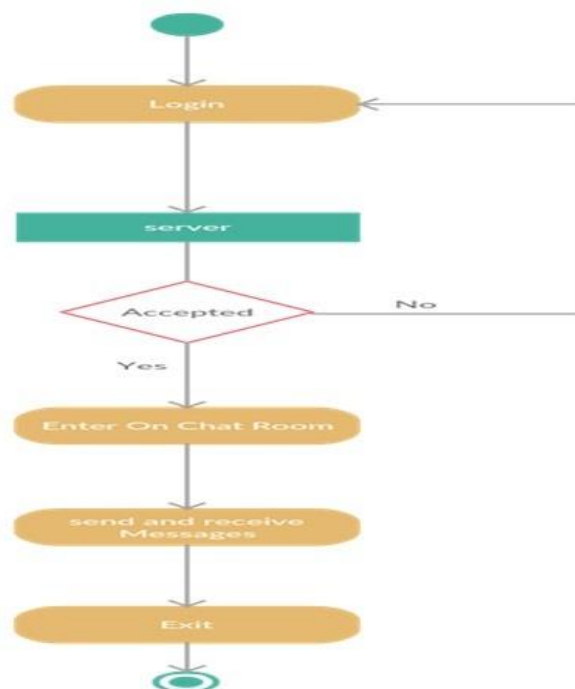 Login
server
Accepted
No
Yes
Enter On Chat Room
send and receive
Messages
Exit